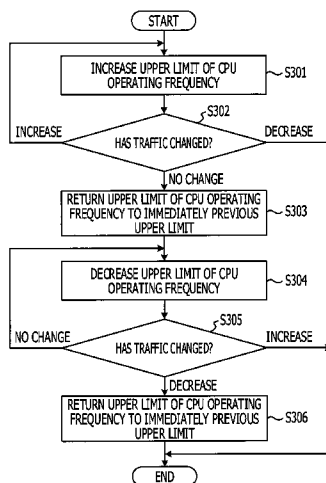 START
INCREASE UPPER LIMIT OF CPU
OPERATING FREQUENCY
S301
S302
INCREASE
HAS TRAFFIC CHANGED?
DECREASE
NO CHANGE
RETURN UPPER LIMIT OF CPU OPERATING
FREQUENCY TO IMMEDIATELY PREVIOUS
UPPER LIMIT
S303
DECREASE UPPER LIMIT OF CPU
OPERATING FREQUENCY
S304
S305
NO CHANGE
HAS TRAFFIC CHANGED?
INCREASE
DECREASE
RETURN UPPER LIMIT OF CPU OPERATING
FREQUENCY TO IMMEDIATELY PREVIOUS
UPPER LIMIT
S306
END